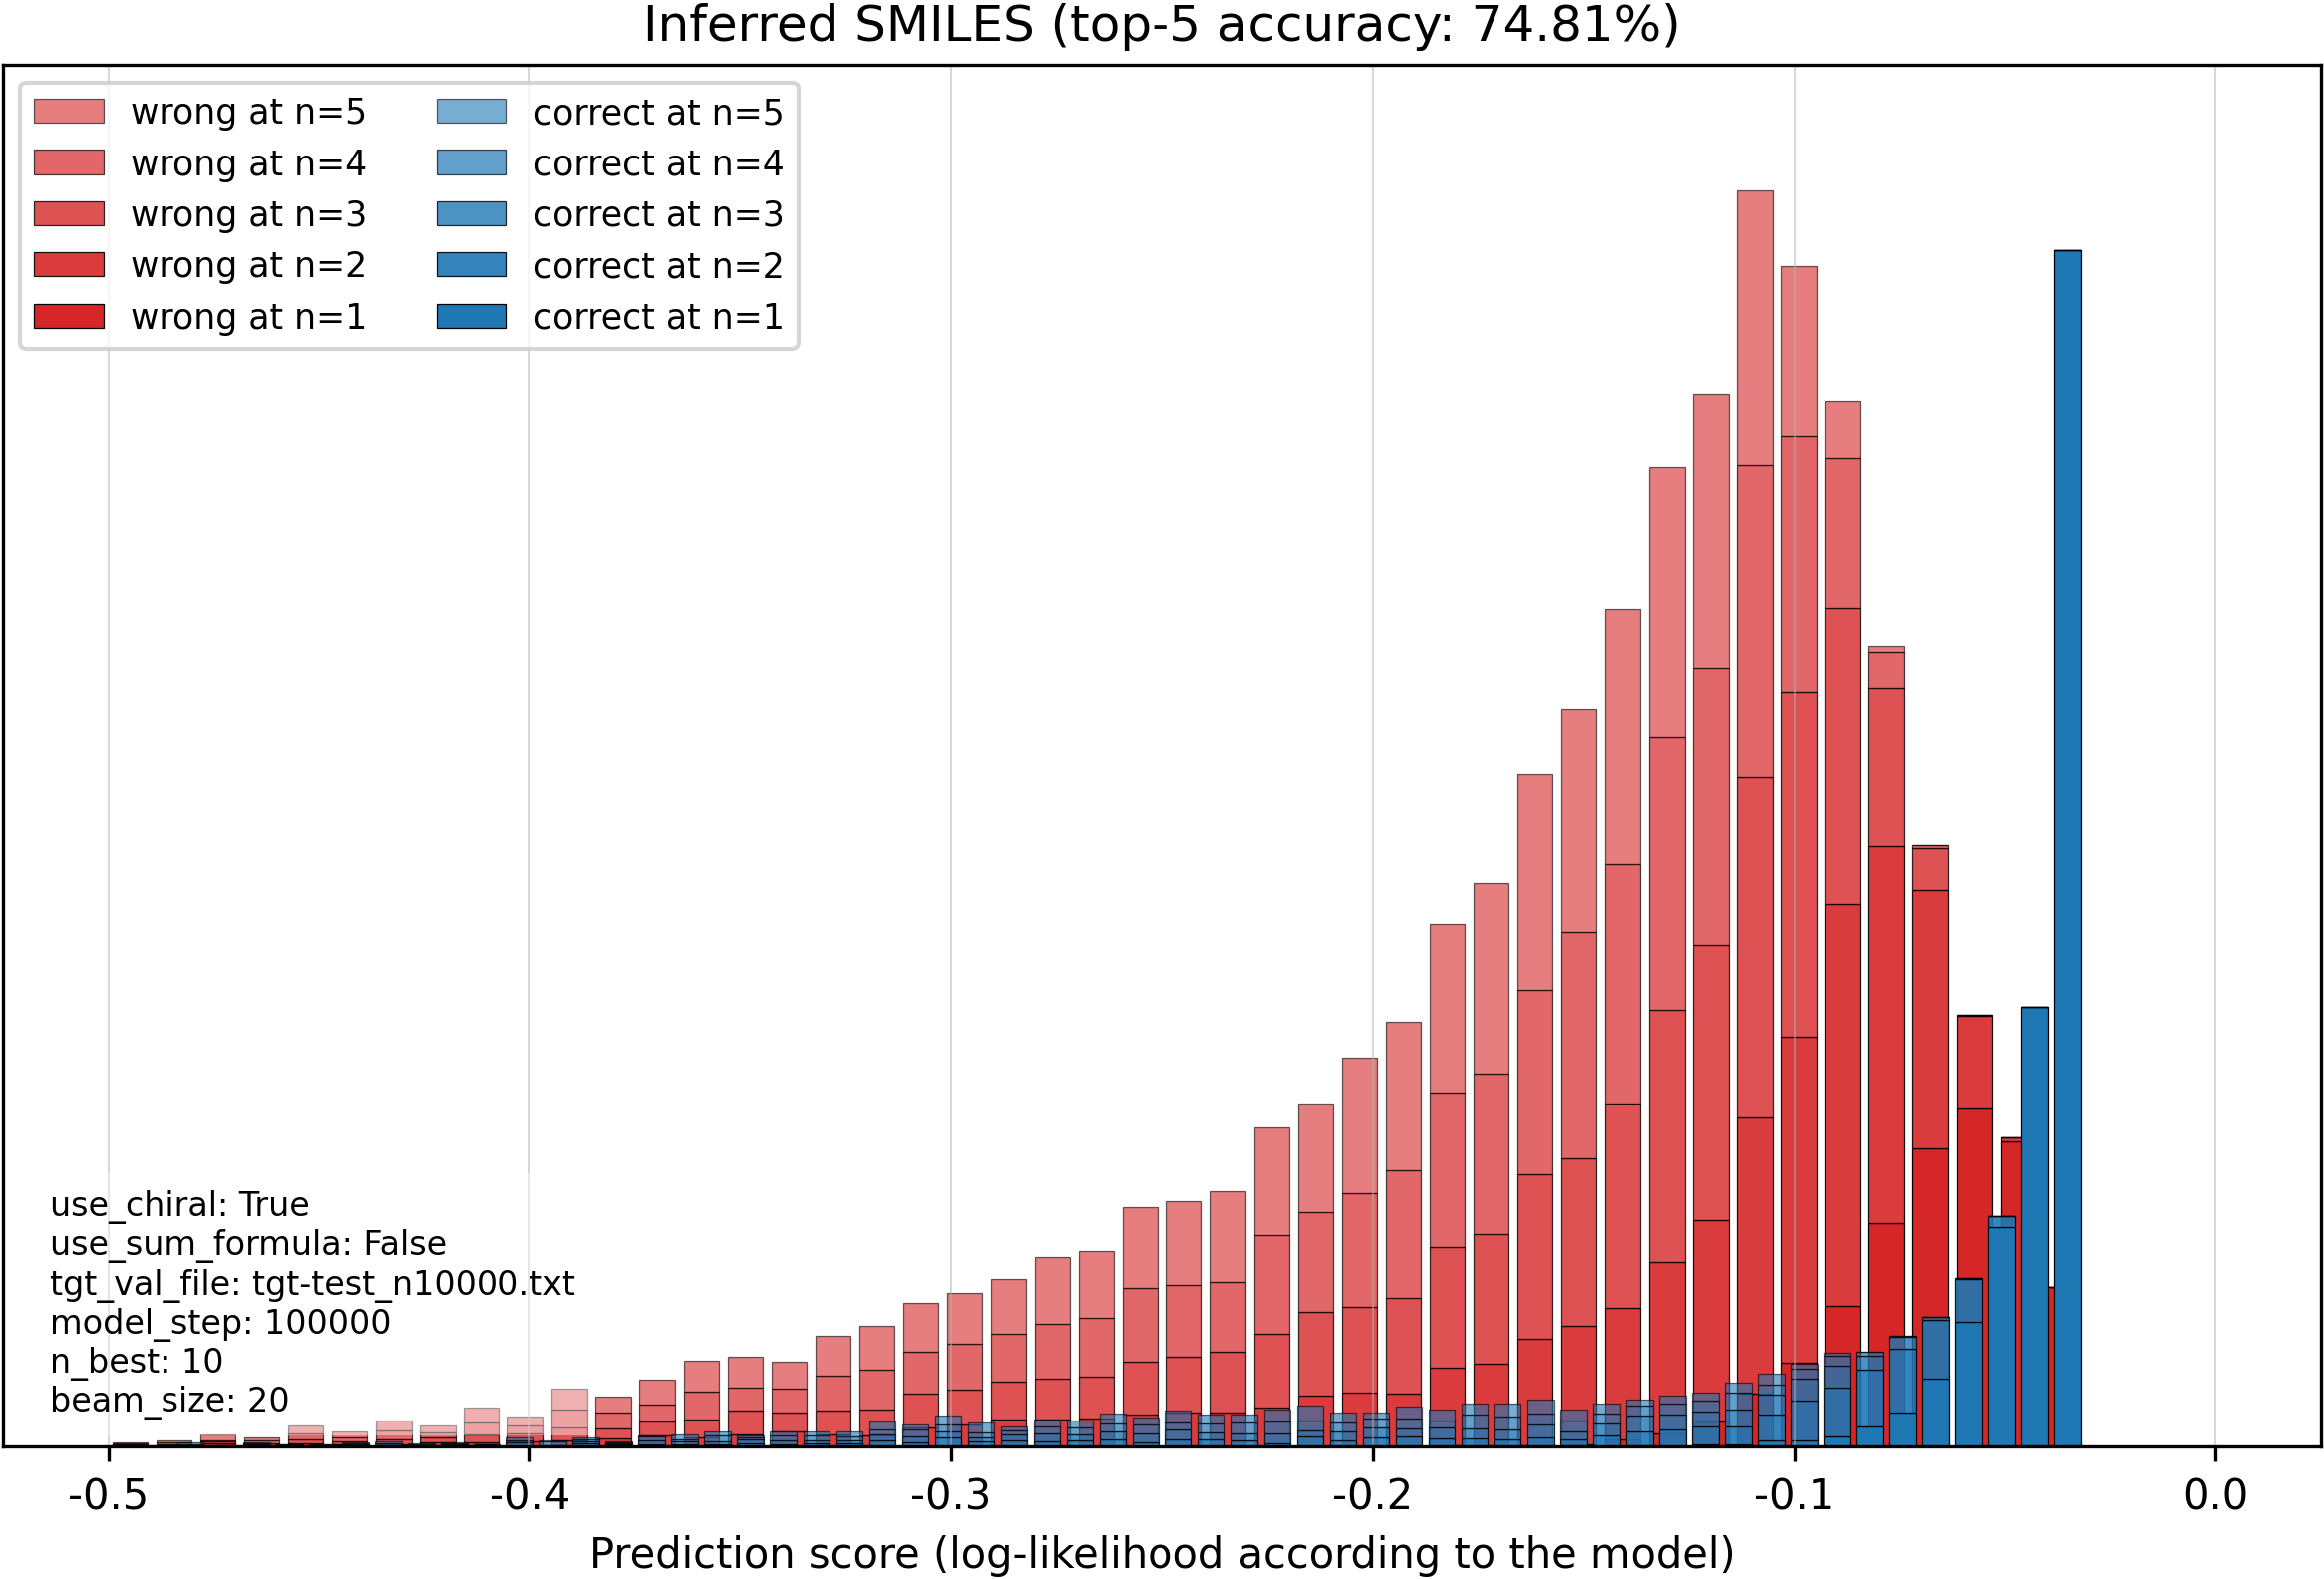 Inferred SMILES (top-5 accuracy: 74.81%)
wrong at n=5
wrong at n=4
wrong at n=3
wrong at n=2
wrong at n=1
correct at n=5
correct at n=4
correct at n=3
correct at n=2
correct at n=1
use_chiral: True
use_sum_formula: False
tgt_val_file: tgt-test_n10000.txt
model_step: 100000
n_best: 10
beam_size: 20
-0.5 -0.4 -0.3 -0.2 -0.1 0.0
Prediction score (log-likelihood according to the model)